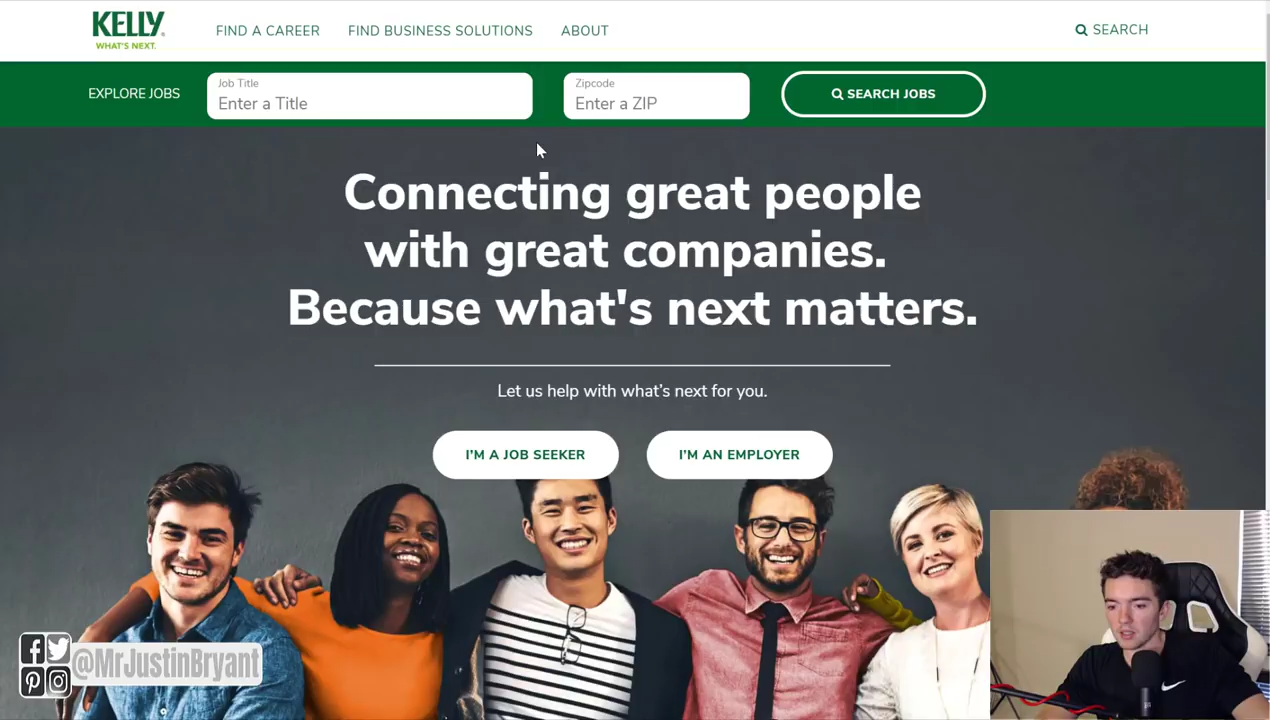 KELLY
WHAT'S NEXT.
FIND A CAREER
FIND BUSINESS SOLUTIONS
ABOUT
SEARCH
EXPLORE JOBS
Job Title
Enter a Title
Zipcode
Enter a ZIP
SEARCH JOBS
Connecting great people
with great companies.
Because what's next matters.
Let us help with what's next for you.
I'M A JOB SEEKER
I'M AN EMPLOYER
@MrJustinBryant